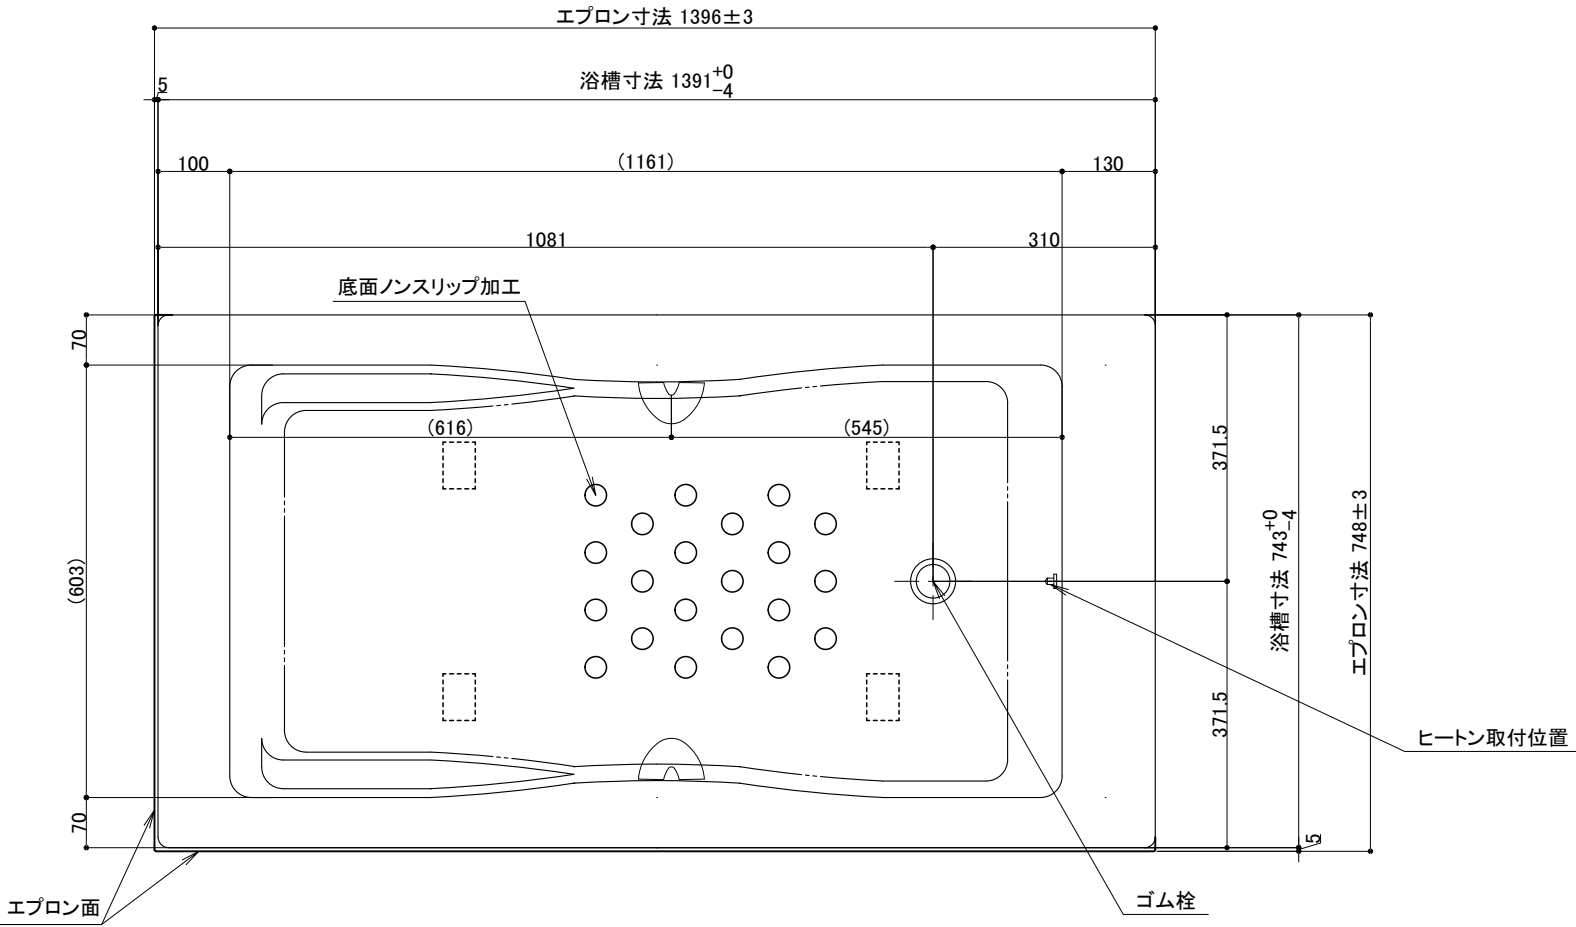 エプロン寸法 1396±3
浴槽寸法 1391 +0 -4
5
100
(1161)
130
1081
310
底面ノンスリップ加工
70
(616)
(545)
371.5
(603)
浴槽寸法 743 +0 -4
エプロン寸法 748±3
371.5
ヒートン取付位置
70
5
エプロン面
ゴム栓